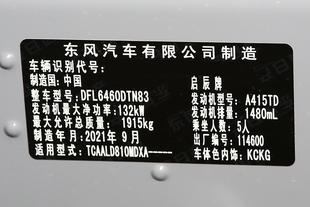 东风汽车有限公司制造
车辆识别代号:
制造国: 中国 启辰牌
整车型号: DFL6460DTN83 发动机型号: A415TD
发动机最大净功率: 132kW 发动机排量: 1480mL
最大允许总质量: 1915kg 乘坐人数: 5人
制造年月: 2021年9月 出厂编号: 114600
适用型式: TCAALD810MDXA----- 车体色内饰: KCKG